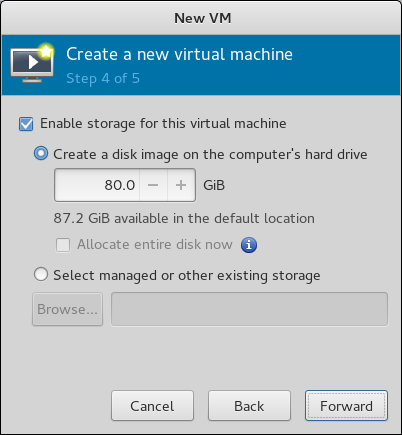 New VM
Create a new virtual machine
Step 4 of 5
Enable storage for this virtual machine
Create a disk image on the computer's hard drive
80.0 − + GiB
87.2 GiB available in the default location
Allocate entire disk now
Select managed or other existing storage
Browse...
Cancel Back Forward